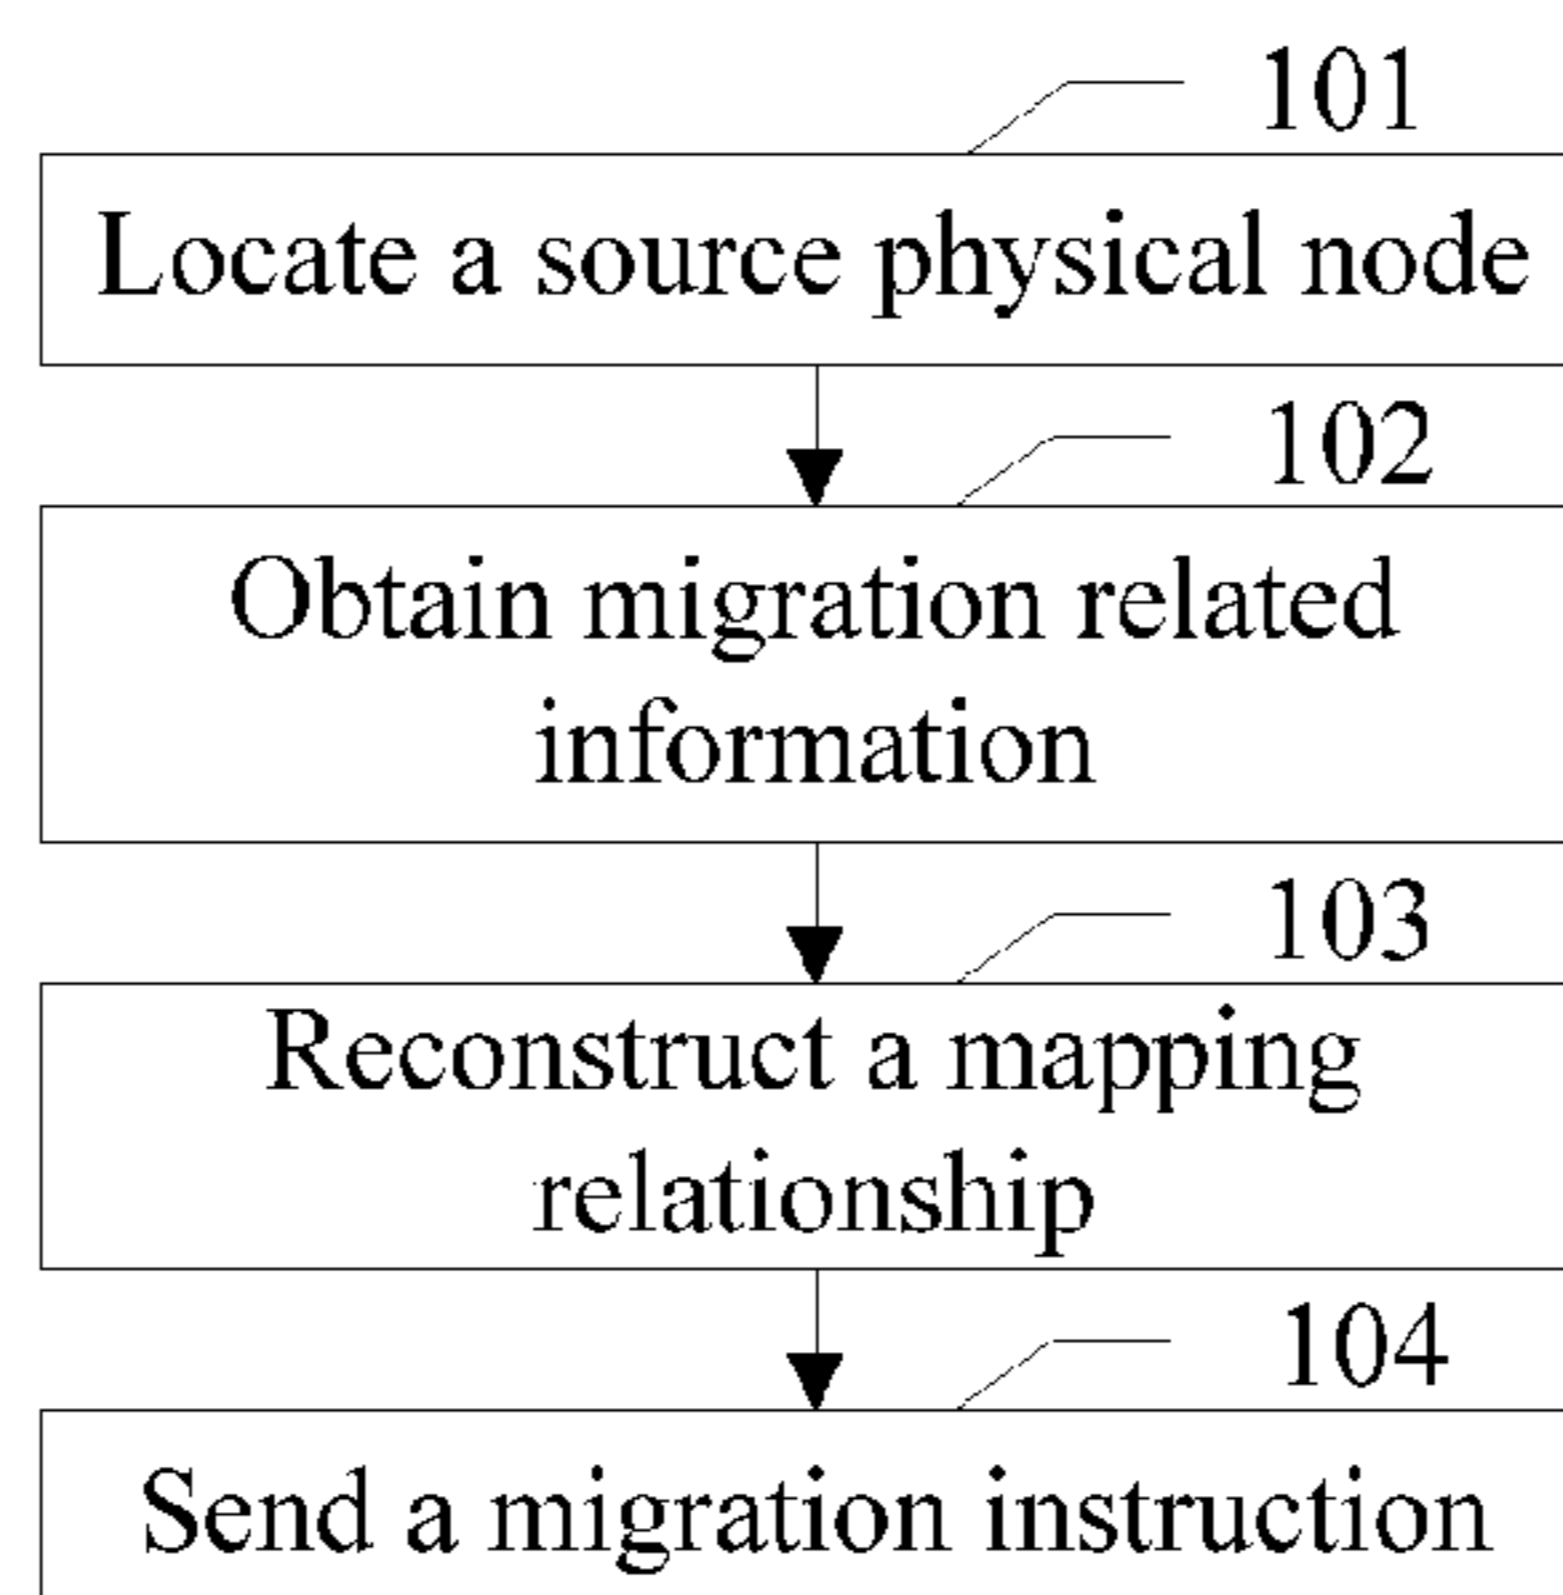 101
Locate a source physical node
102
Obtain migration related
information
103
Reconstruct a mapping
relationship
104
Send a migration instruction